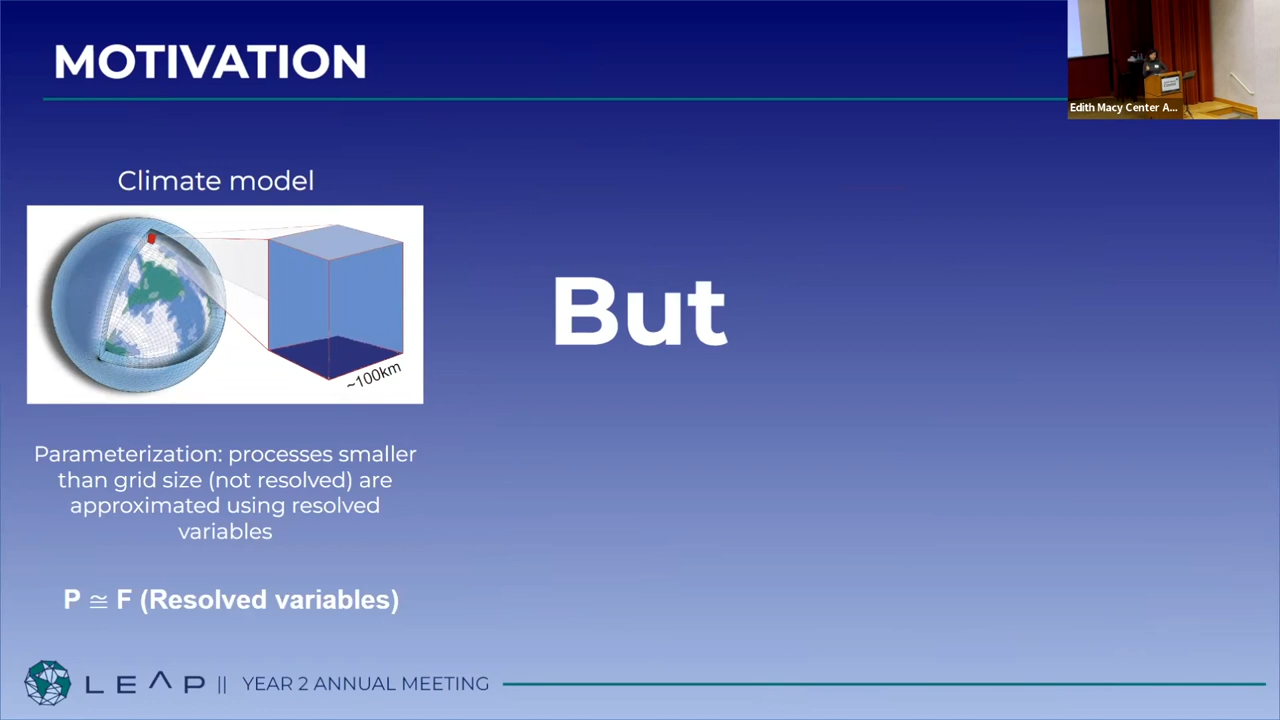 MOTIVATION
Edith Macy Center A...
Climate model
~100km
But
Parameterization: processes smaller
than grid size (not resolved) are
approximated using resolved
variables
P ≅ F (Resolved variables)
LE^P || YEAR 2 ANNUAL MEETING